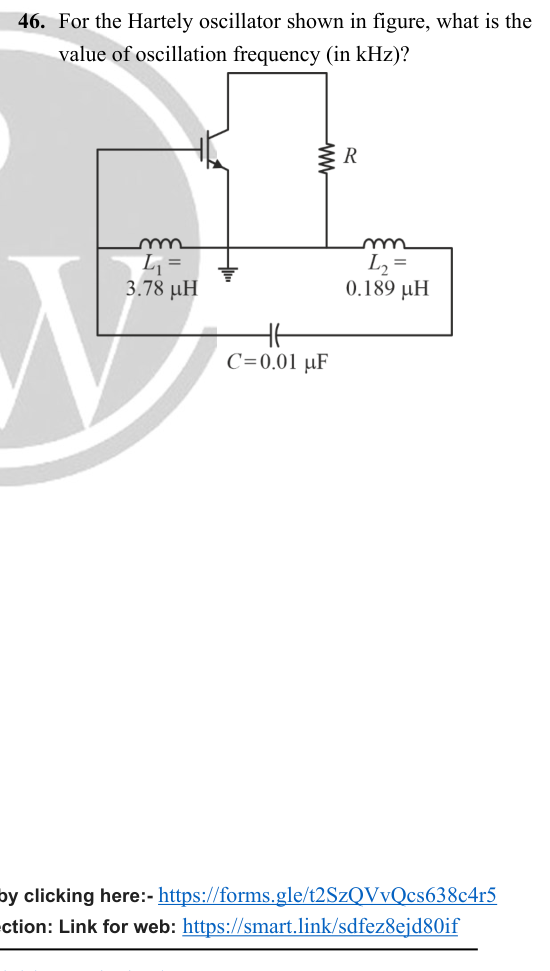 46. For the Hartely oscillator shown in figure, what is the
value of oscillation frequency (in kHz)?
R
L₁ =
3.78 μH
L₂ =
0.189 μH
C=0.01 μF
by clicking here:- https://forms.gle/t2SzQVvQcs638c4r5
ction: Link for web: https://smart.link/sdfez8ejd80if